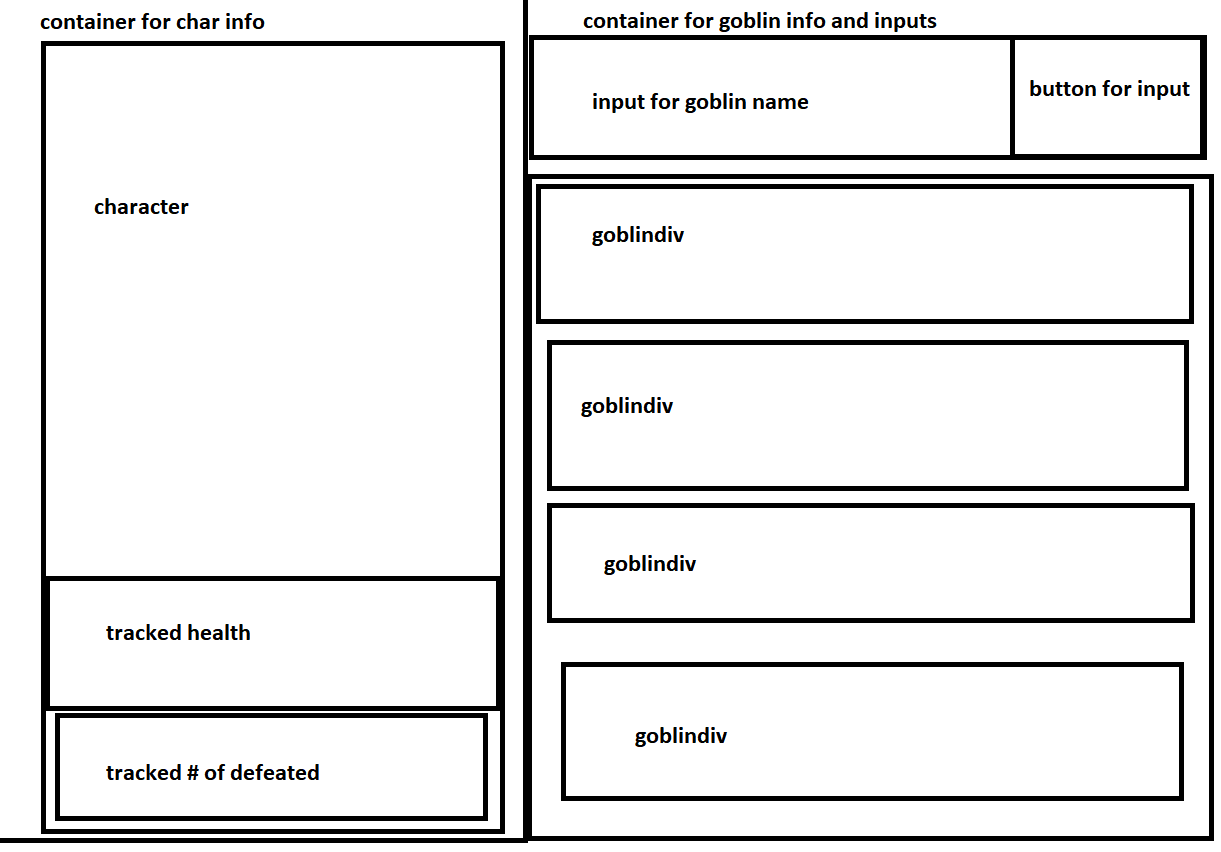 container for char info
character
tracked health
tracked # of defeated
container for goblin info and inputs
input for goblin name
button for input
goblindiv
goblindiv
goblindiv
goblindiv